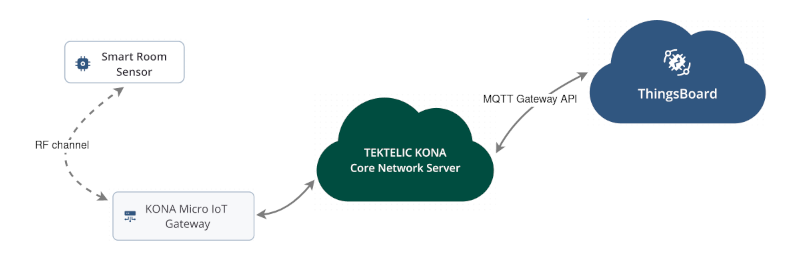 Smart Room
Sensor
RF channel
KONA Micro IoT
Gateway
TEKTELIC KONA
Core Network Server
MQTT Gateway API
ThingsBoard